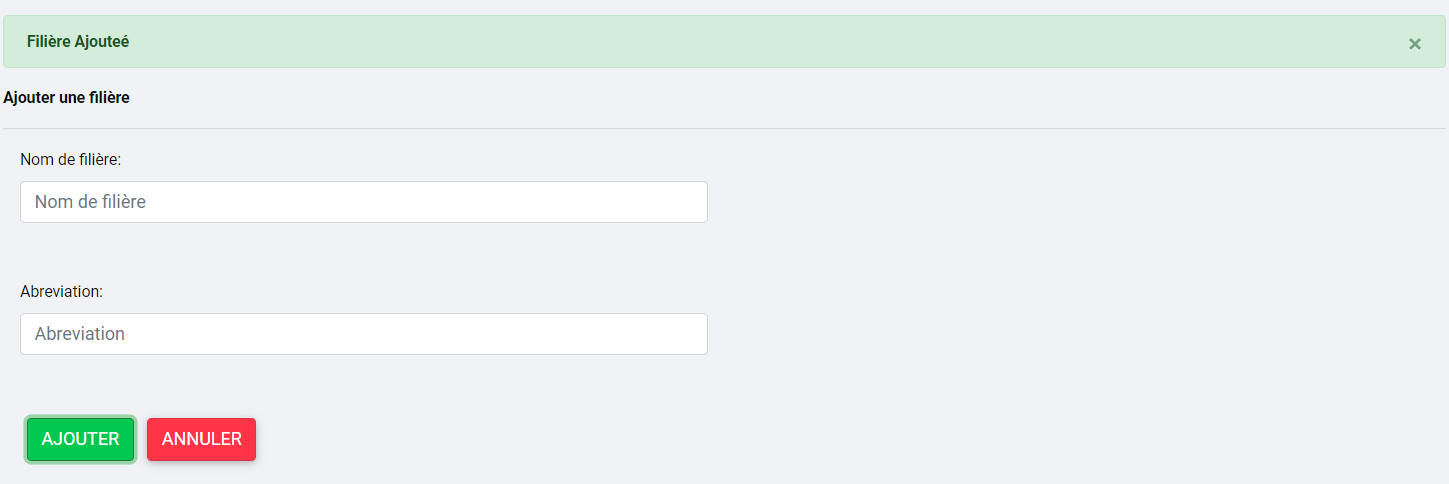 Filière Ajouteé
×
Ajouter une filière
Nom de filière:
Nom de filière
Abreviation:
Abreviation
AJOUTER ANNULER